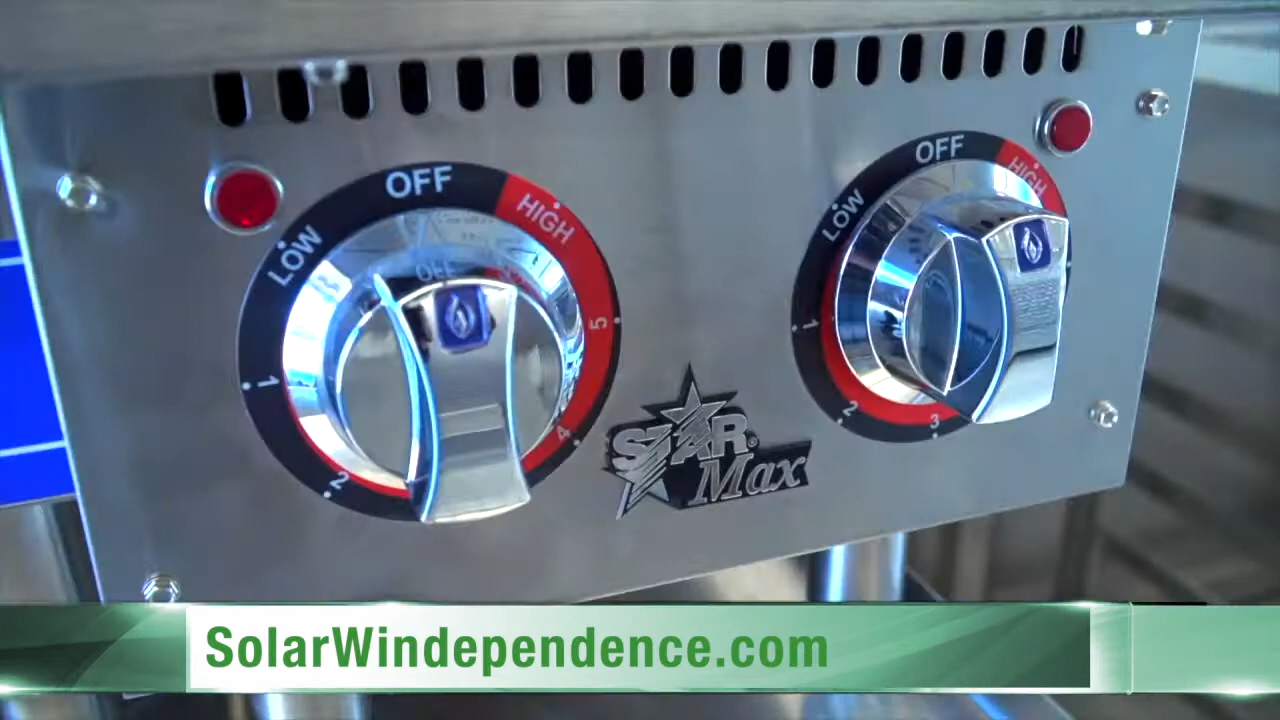 OFF
HIGH
LOW
5
1
4
2
OFF
HIGH
LOW
1
2
3
STAR®
Max
SolarWindependence.com